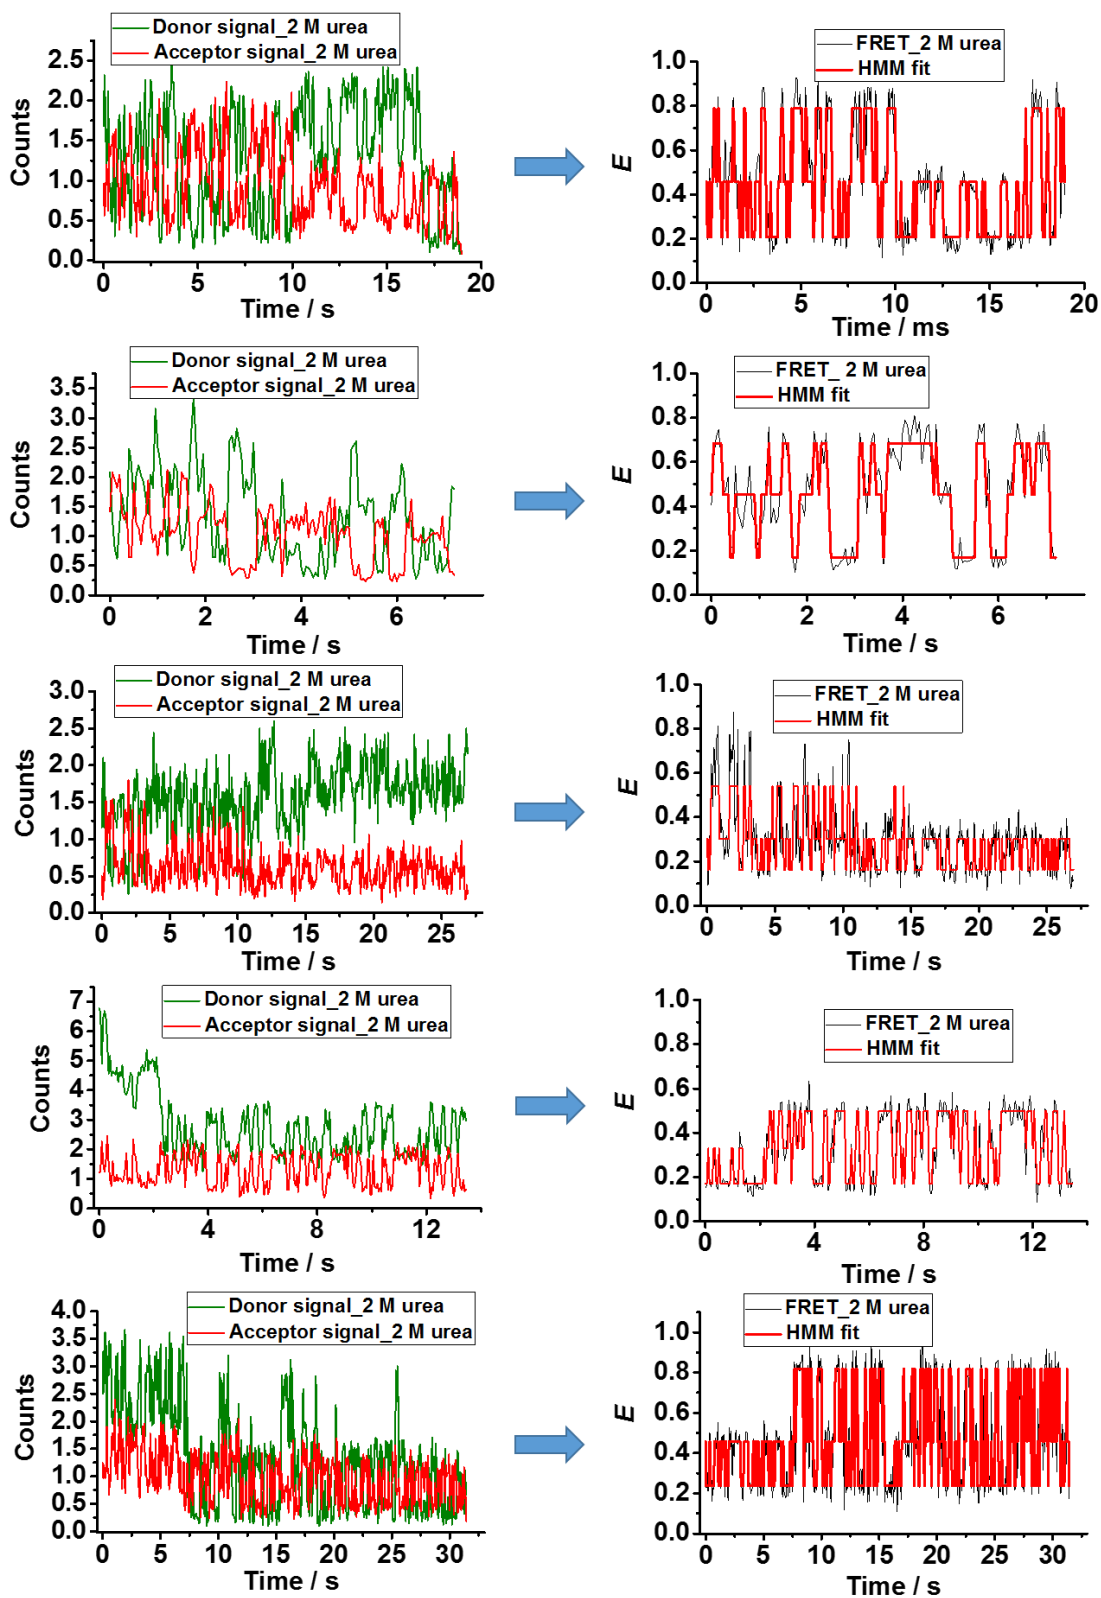 Donor signal_2 M urea
Acceptor signal_2 M urea
Counts
2.5
2.0
1.5
1.0
0.5
0.0
0 5 10 15 20
Time / s
FRET_2 M urea
HMM fit
E
1.0
0.8
0.6
0.4
0.2
0.0
0 5 10 15 20
Time / ms
Donor signal_2 M urea
Acceptor signal_2 M urea
Counts
3.5
3.0
2.5
2.0
1.5
1.0
0.5
0.0
0 2 4 6
Time / s
FRET_ 2 M urea
HMM fit
E
1.0
0.8
0.6
0.4
0.2
0.0
0 2 4 6
Time / s
Donor signal_2 M urea
Acceptor signal_2 M urea
Counts
3.0
2.5
2.0
1.5
1.0
0.5
0.0
0 5 10 15 20 25
Time / s
FRET_2 M urea
HMM fit
E
1.0
0.8
0.6
0.4
0.2
0.0
0 5 10 15 20 25
Time / s
Donor signal_2 M urea
Acceptor signal_2 M urea
Counts
7
6
5
4
3
2
1
0
0 4 8 12
Time / s
FRET_2 M urea
HMM fit
E
1.0
0.8
0.6
0.4
0.2
0.0
0 4 8 12
Time / s
Donor signal_2 M urea
Acceptor signal_2 M urea
Counts
4.0
3.5
3.0
2.5
2.0
1.5
1.0
0.5
0.0
0 5 10 15 20 25 30
Time / s
FRET_2 M urea
HMM fit
E
1.0
0.8
0.6
0.4
0.2
0.0
0 5 10 15 20 25 30
Time / s